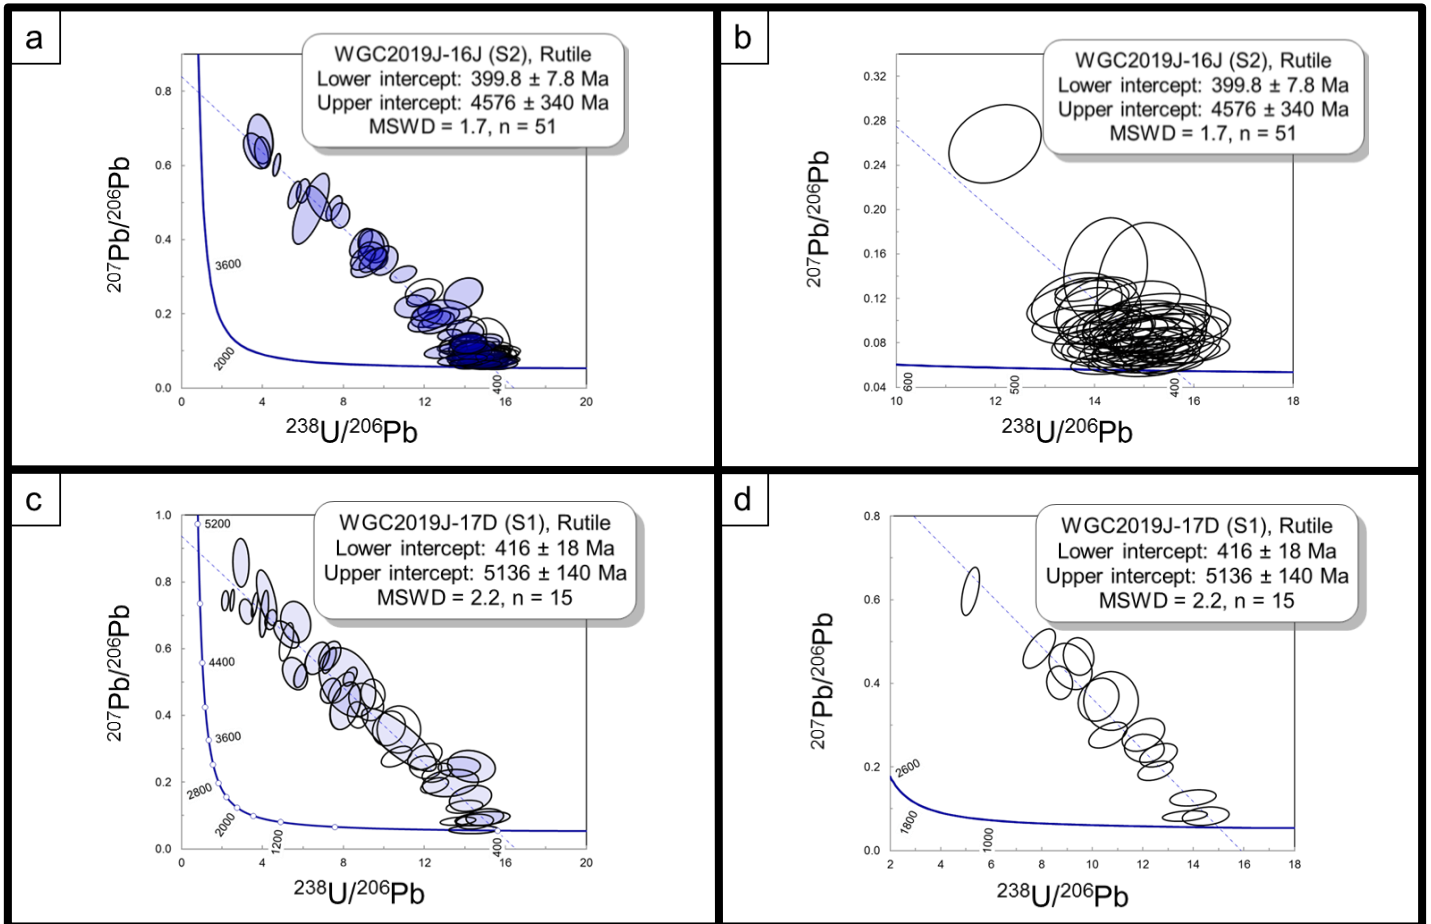 a
WGC2019J-16J (S2), Rutile
Lower intercept: 399.8 ± 7.8 Ma
Upper intercept: 4576 ± 340 Ma
MSWD = 1.7, n = 51
0.8
0.6
0.4
0.2
0.0
207Pb/206Pb
3600
2000
400
0 4 8 12 16 20
238U/206Pb
b
WGC2019J-16J (S2), Rutile
Lower intercept: 399.8 ± 7.8 Ma
Upper intercept: 4576 ± 340 Ma
MSWD = 1.7, n = 51
0.32
0.28
0.24
0.20
0.16
0.12
0.08
0.04
207Pb/206Pb
600
500
400
10 12 14 16 18
238U/206Pb
c
WGC2019J-17D (S1), Rutile
Lower intercept: 416 ± 18 Ma
Upper intercept: 5136 ± 140 Ma
MSWD = 2.2, n = 15
1.0
0.8
0.6
0.4
0.2
0.0
207Pb/206Pb
5200
4400
3600
2800
2000
1200
400
0 4 8 12 16 20
238U/206Pb
d
WGC2019J-17D (S1), Rutile
Lower intercept: 416 ± 18 Ma
Upper intercept: 5136 ± 140 Ma
MSWD = 2.2, n = 15
0.8
0.6
0.4
0.2
0.0
207Pb/206Pb
2600
1800
1000
2 4 6 8 10 12 14 16 18
238U/206Pb